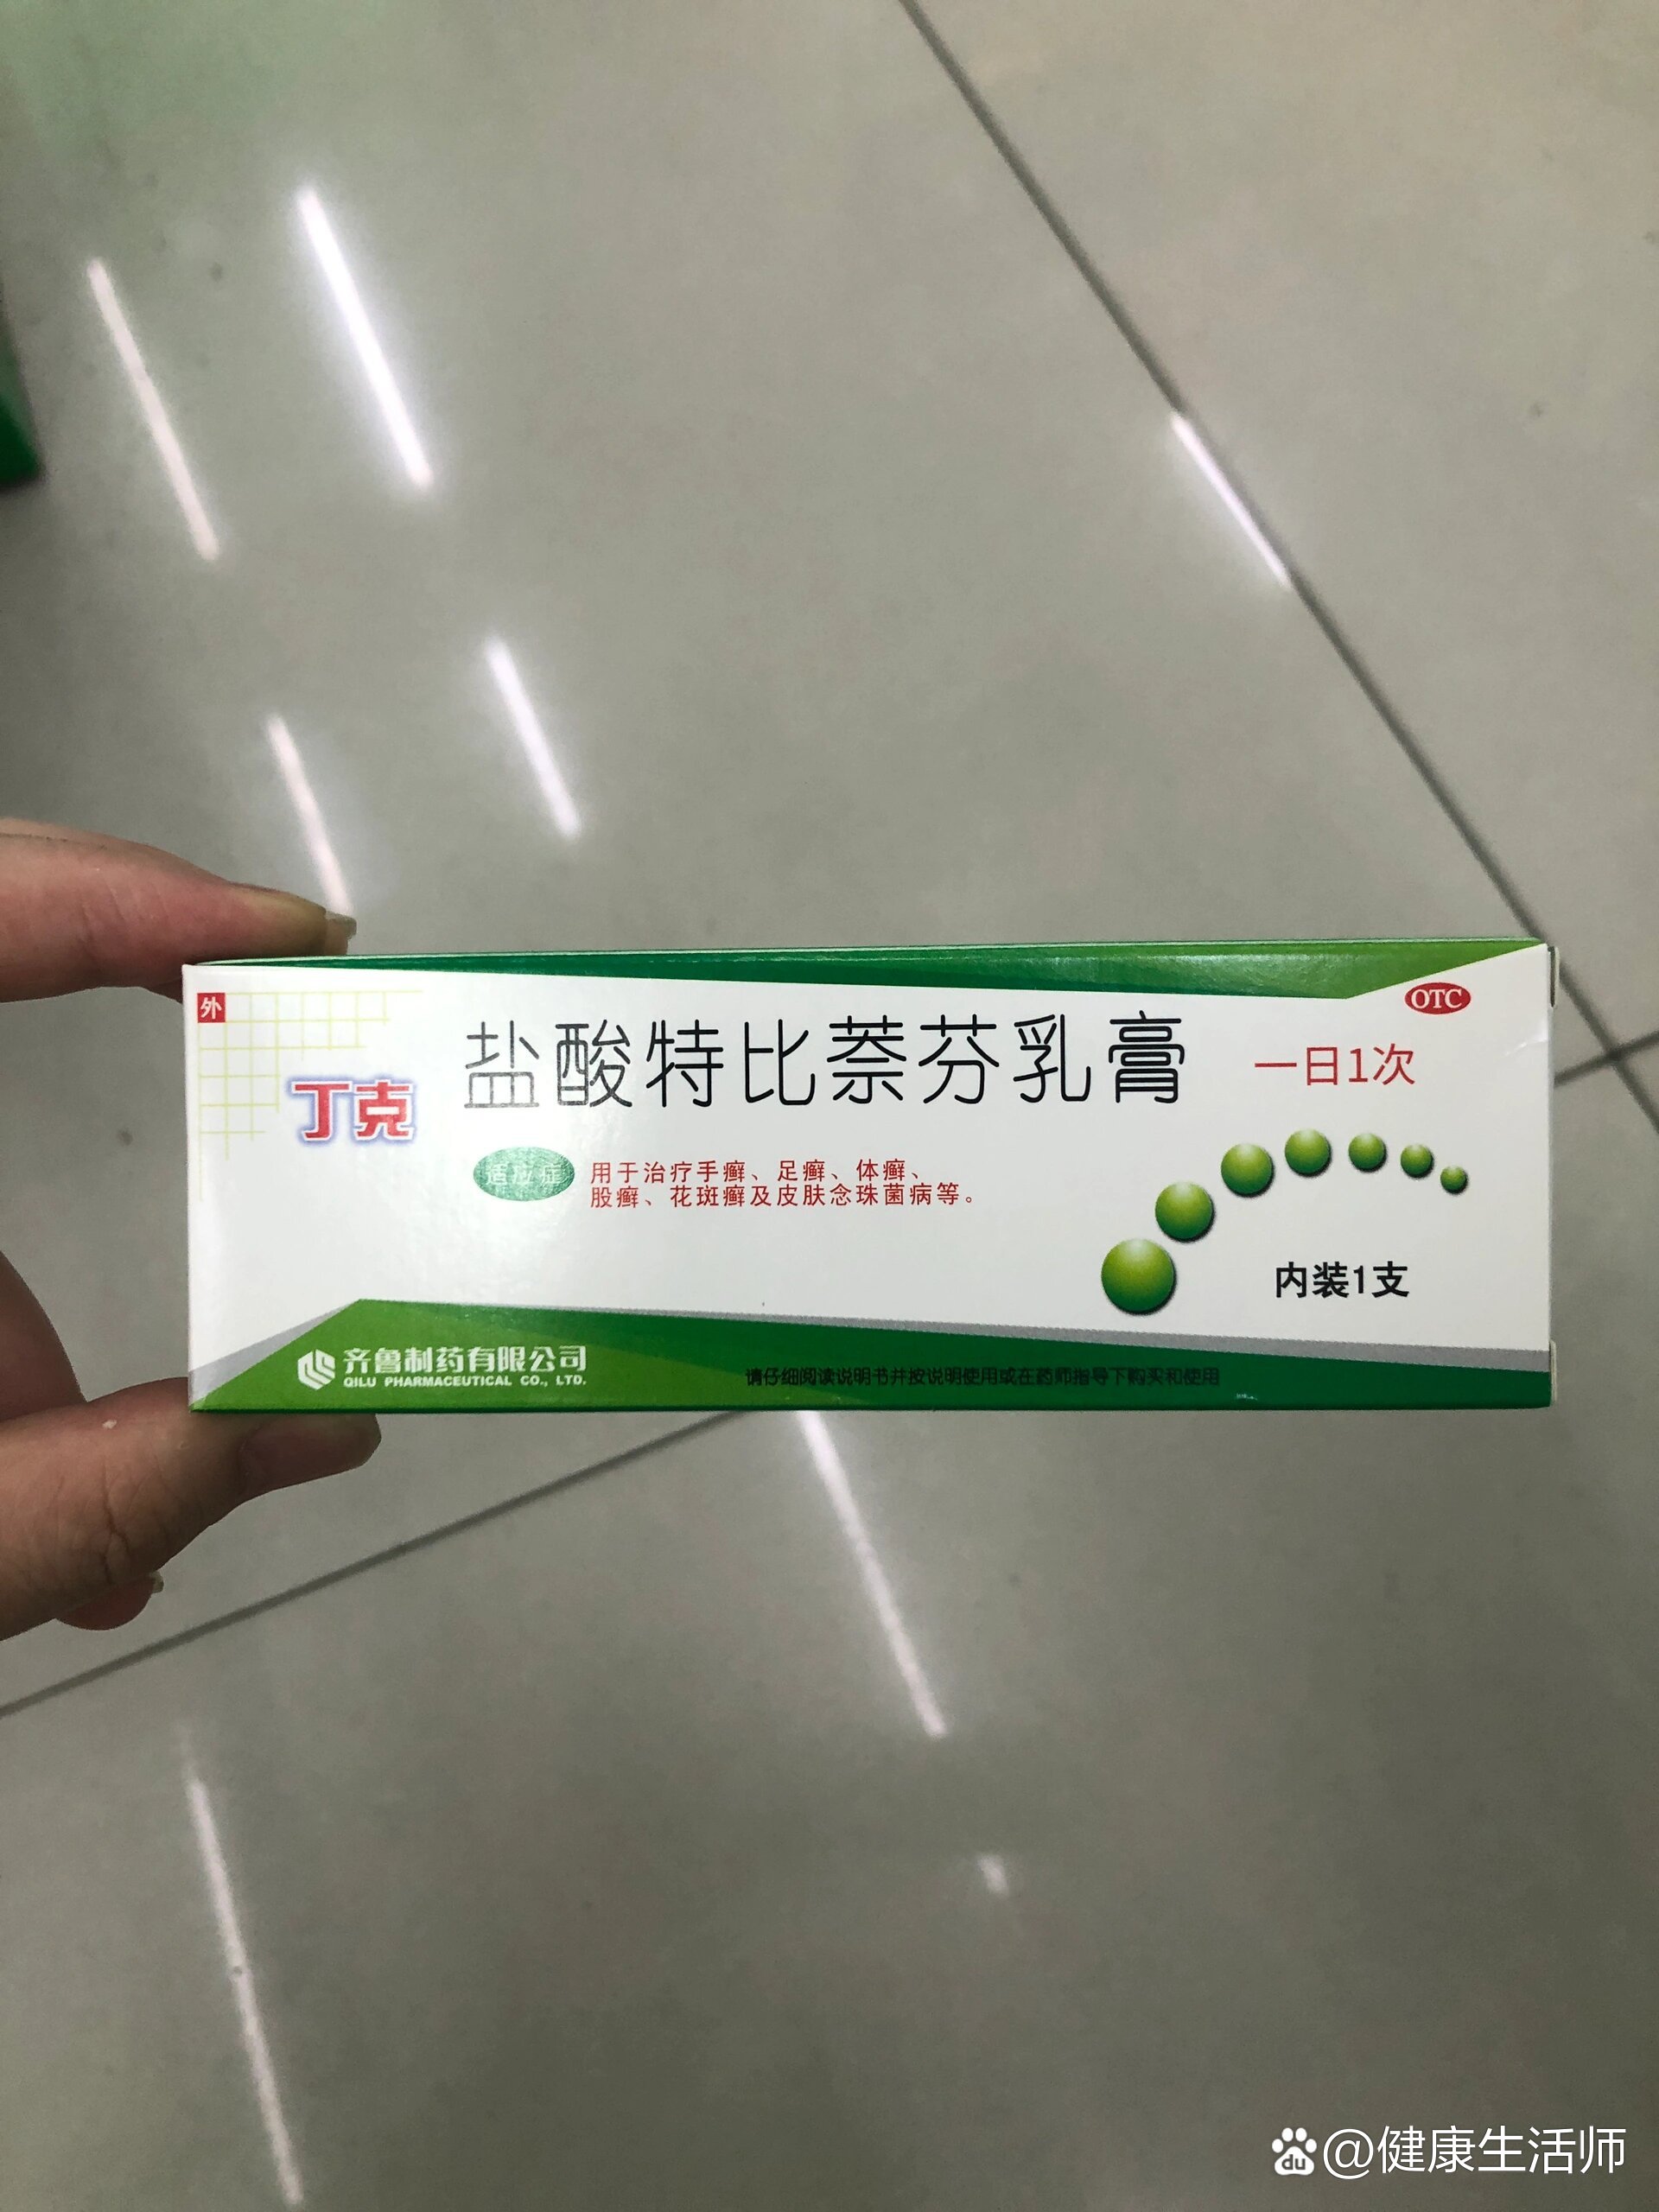 外
OTC
丁克
盐酸特比萘芬乳膏
一日1次
适应症
用于治疗手癣、足癣、体癣、
股癣、花斑癣及皮肤念珠菌病等。
内装1支
齐鲁制药有限公司
QILU PHARMACEUTICAL CO., LTD.
请仔细阅读说明书并按说明使用或在药师指导下购买和使用
du @健康生活师